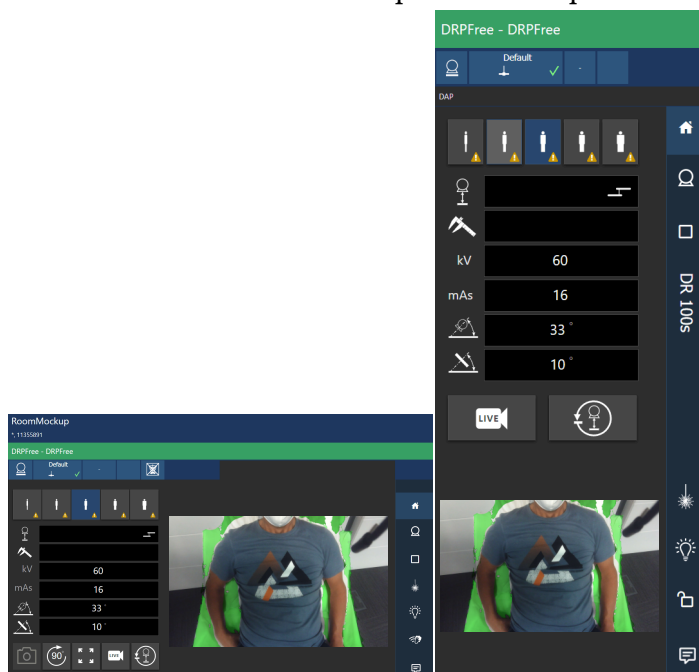 DRPFree - DRPFree
Default
-
DAP
kV 60
mAs 16
33 °
10 °
LIVE
DR 100s
RoomMockup
*, 11355891
DRPFree - DRPFree
Default
-
kV 60
mAs 16
33 °
10 °
90°
LIVE